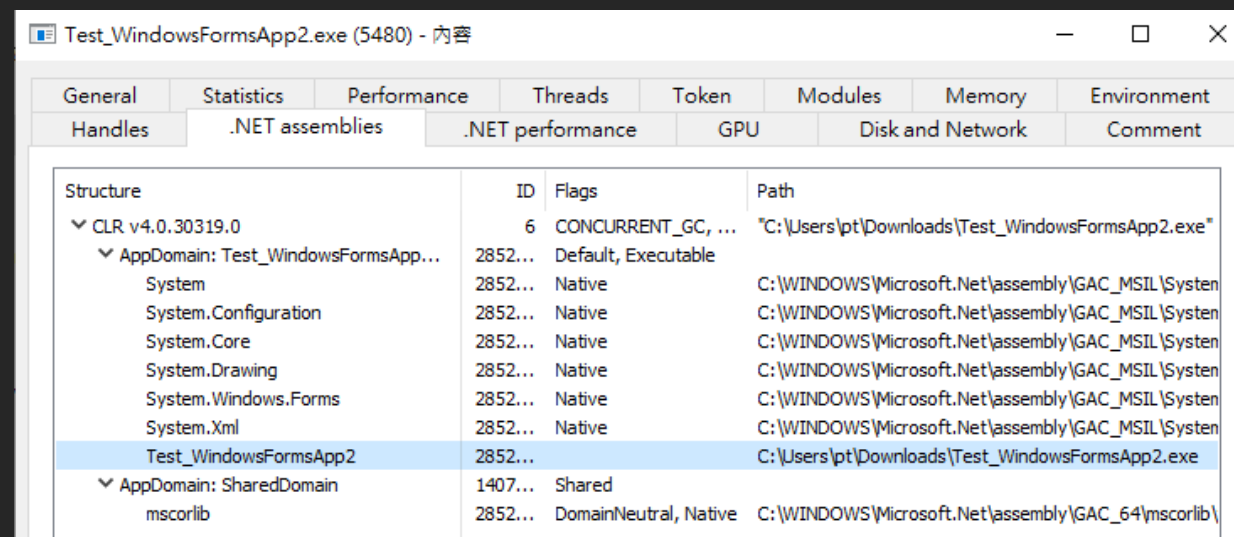 Test_WindowsFormsApp2.exe (5480) - 內容
General Statistics Performance Threads Token Modules Memory Environment
Handles .NET assemblies .NET performance GPU Disk and Network Comment
Structure ID Flags Path
CLR v4.0.30319.0 6 CONCURRENT_GC, ... "C:\Users\pt\Downloads\Test_WindowsFormsApp2.exe"
AppDomain: Test_WindowsFormsApp... 2852... Default, Executable
System 2852... Native C:\WINDOWS\Microsoft.Net\assembly\GAC_MSIL\System
System.Configuration 2852... Native C:\WINDOWS\Microsoft.Net\assembly\GAC_MSIL\System
System.Core 2852... Native C:\WINDOWS\Microsoft.Net\assembly\GAC_MSIL\System
System.Drawing 2852... Native C:\WINDOWS\Microsoft.Net\assembly\GAC_MSIL\System
System.Windows.Forms 2852... Native C:\WINDOWS\Microsoft.Net\assembly\GAC_MSIL\System
System.Xml 2852... Native C:\WINDOWS\Microsoft.Net\assembly\GAC_MSIL\System
Test_WindowsFormsApp2 2852... C:\Users\pt\Downloads\Test_WindowsFormsApp2.exe
AppDomain: SharedDomain 1407... Shared
mscorlib 2852... DomainNeutral, Native C:\WINDOWS\Microsoft.Net\assembly\GAC_64\mscorlib\